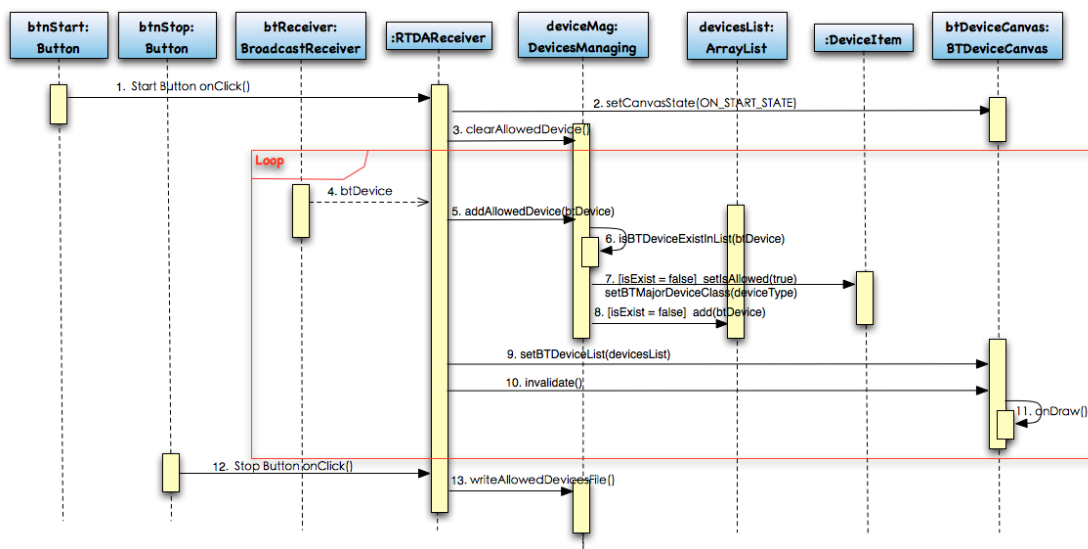 btnStart:
Button
btnStop:
Button
btReceiver:
BroadcastReceiver
:RTDAReceiver
deviceMag:
DevicesManaging
devicesList:
ArrayList
:DeviceItem
btDeviceCanvas:
BTDeviceCanvas
1. Start Button onClick()
2. setCanvasState(ON_START_STATE)
3. clearAllowedDevice()
Loop
4. btDevice
5. addAllowedDevice(btDevice)
6. isBTDeviceExistInList(btDevice)
7. [isExist = false] setIsAllowed(true)
setBTMajorDeviceClass(deviceType)
8. [isExist = false] add(btDevice)
9. setBTDeviceList(devicesList)
10. invalidate()
11. onDraw()
12. Stop Button onClick()
13. writeAllowedDevicesFile()